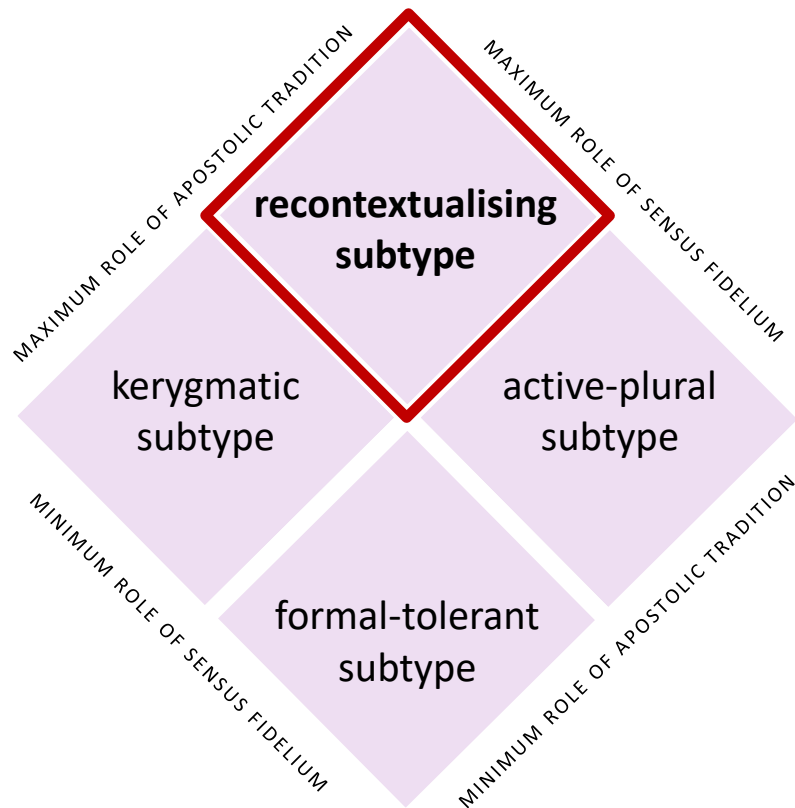 MAXIMUM ROLE OF APOSTOLIC TRADITION
MAXIMUM ROLE OF SENSUS FIDELIUM
recontextualising
subtype
kerygmatic
subtype
active-plural
subtype
formal-tolerant
subtype
MINIMUM ROLE OF SENSUS FIDELIUM
MINIMUM ROLE OF APOSTOLIC TRADITION